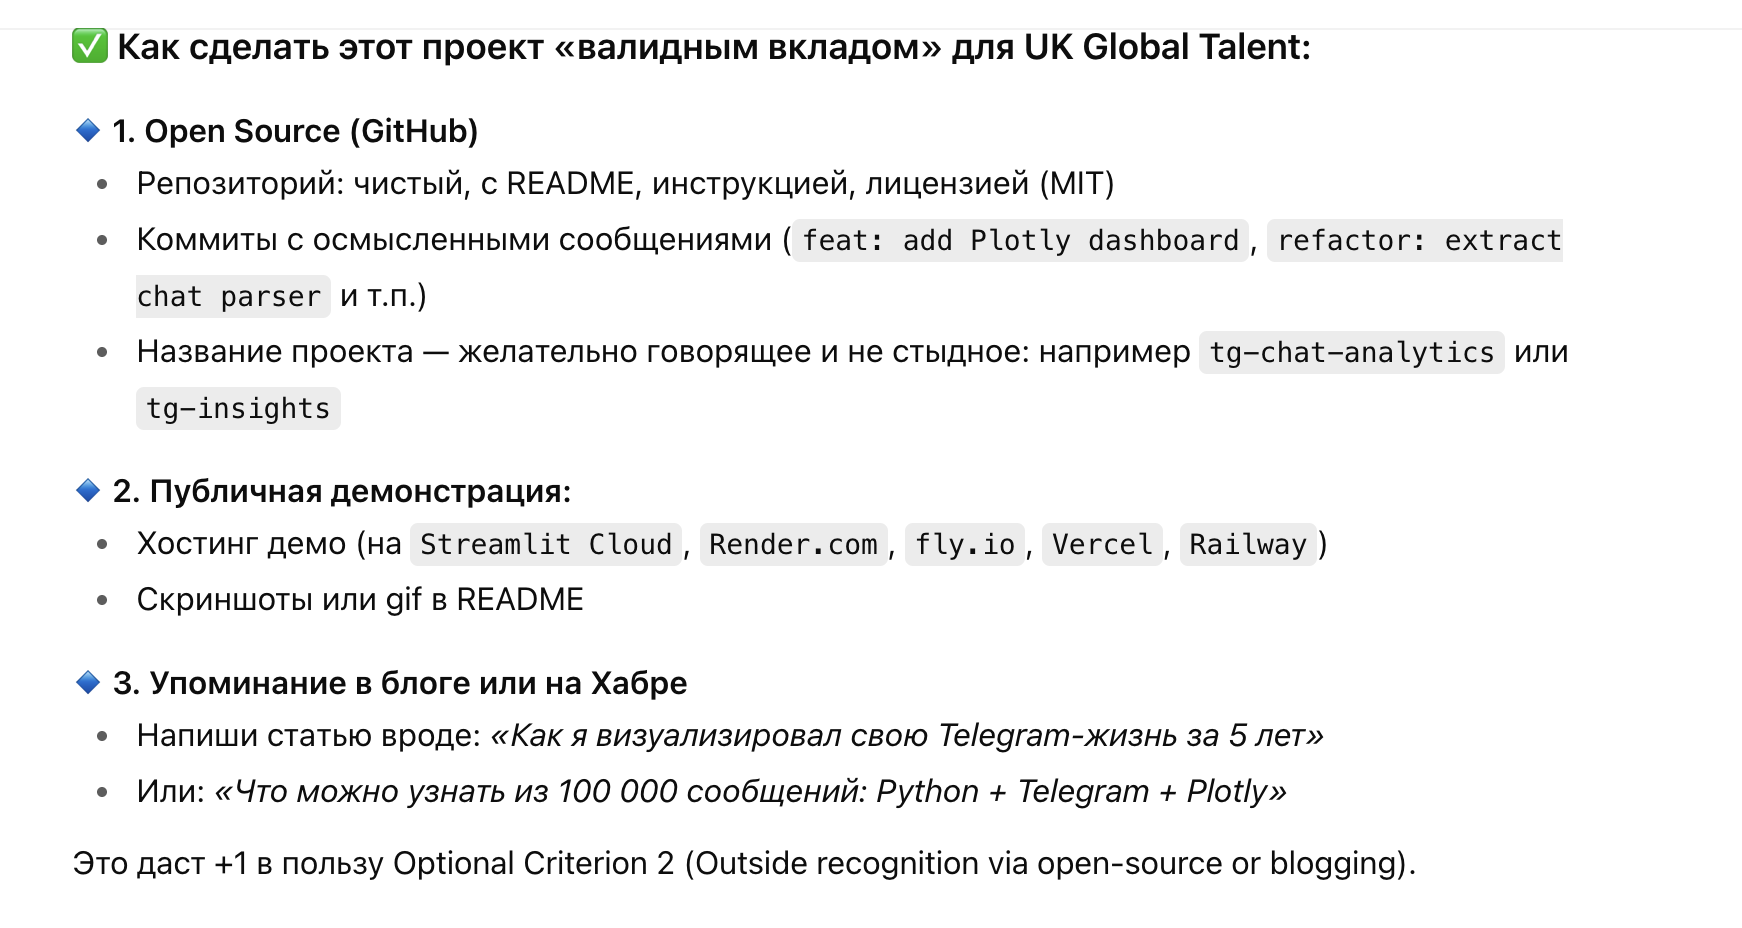 ✅ Как сделать этот проект «валидным вкладом» для UK Global Talent:
🔹 1. Open Source (GitHub)
• Репозиторий: чистый, с README, инструкцией, лицензией (MIT)
• Коммиты с осмысленными сообщениями (feat: add Plotly dashboard, refactor: extract
chat parser и т.п.)
• Название проекта — желательно говорящее и не стыдное: например tg-chat-analytics или
tg-insights
🔹 2. Публичная демонстрация:
• Хостинг демо (на Streamlit Cloud, Render.com, fly.io, Vercel, Railway)
• Скриншоты или gif в README
🔹 3. Упоминание в блоге или на Хабре
• Напиши статью вроде: «Как я визуализировал свою Telegram-жизнь за 5 лет»
• Или: «Что можно узнать из 100 000 сообщений: Python + Telegram + Plotly»
Это даст +1 в пользу Optional Criterion 2 (Outside recognition via open-source or blogging).